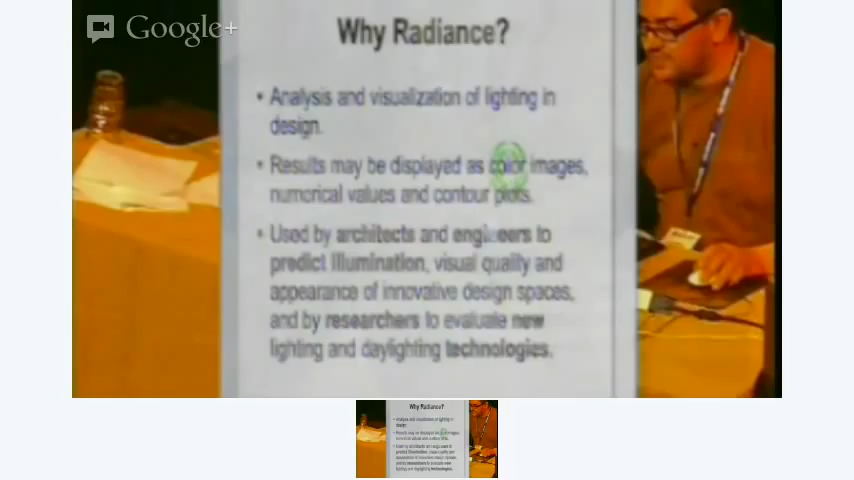 Google+
Why Radiance?
• Analysis and visualization of lighting in
design.
• Results may be displayed as color images,
numerical values and contour plots.
• Used by architects and engineers to
predict illumination, visual quality and
appearance of innovative design spaces,
and by researchers to evaluate new
lighting and daylighting technologies.